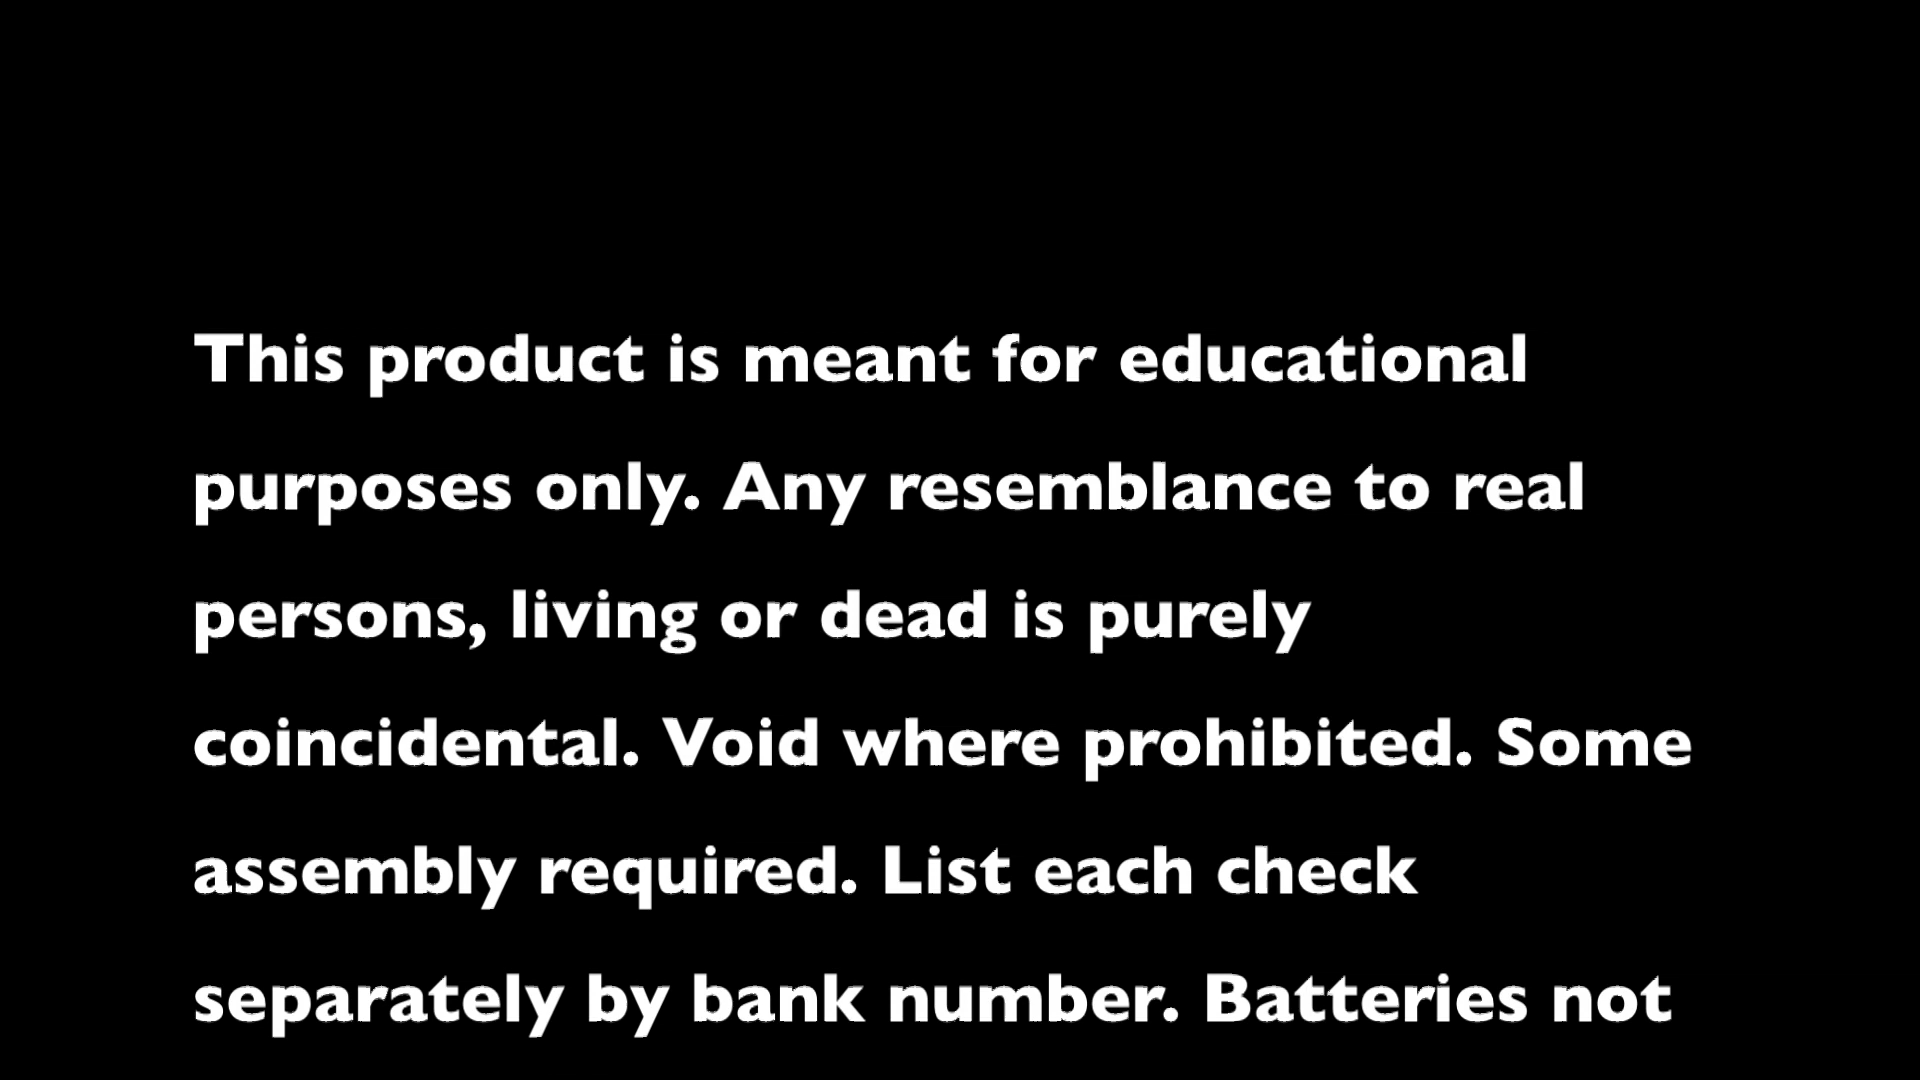 This product is meant for educational
purposes only. Any resemblance to real
persons, living or dead is purely
coincidental. Void where prohibited. Some
assembly required. List each check
separately by bank number. Batteries not